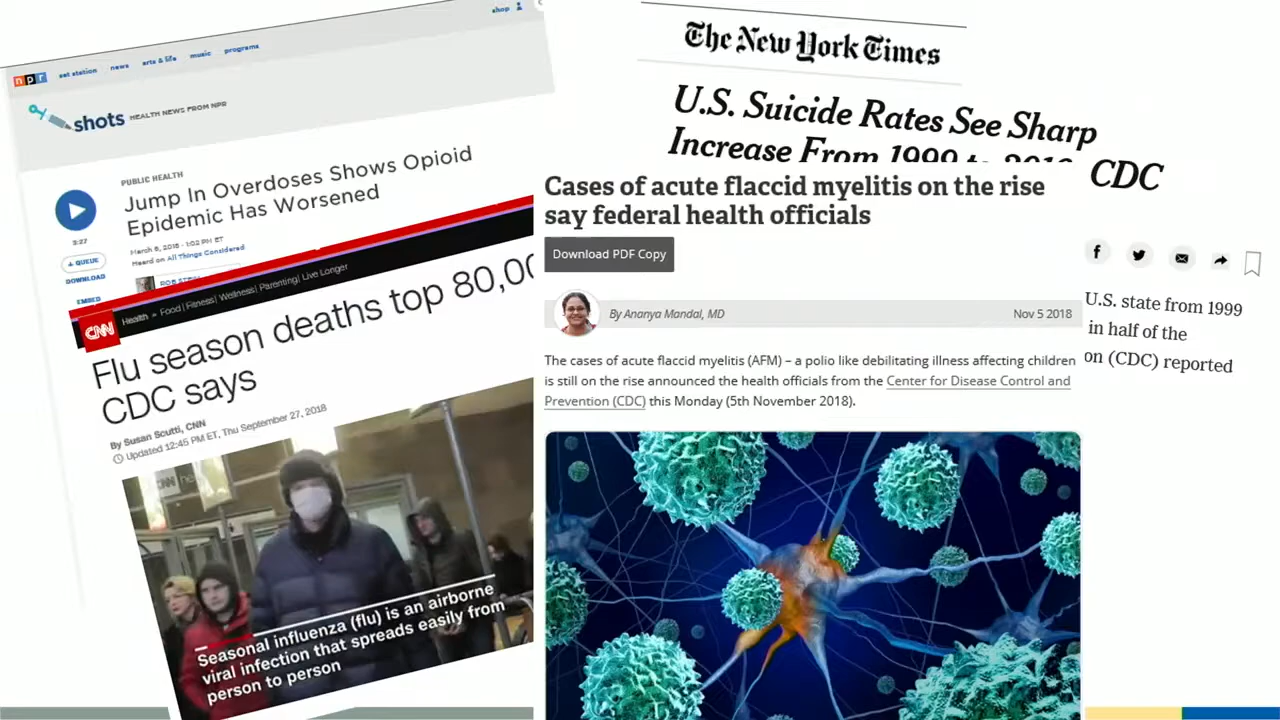 npr
set station
news
arts & life
music
programs
shop
shots
HEALTH NEWS FROM NPR
PUBLIC HEALTH
Jump In Overdoses Shows Opioid
Epidemic Has Worsened
3:27
March 6, 2018 · 1:02 PM ET
Heard on All Things Considered
+ QUEUE
DOWNLOAD
EMBED
CNN
Health » Food | Fitness | Wellness | Parenting | Live Longer
Flu season deaths top 80,00
CDC says
By Susan Scutti, CNN
Updated 12:45 PM ET, Thu September 27, 2018
Seasonal influenza (flu) is an airborne
viral infection that spreads easily from
person to person
The New York Times
U.S. Suicide Rates See Sharp
Increase From 1999 to 2016
CDC
U.S. state from 1999
in half of the
on (CDC) reported
Cases of acute flaccid myelitis on the rise
say federal health officials
Download PDF Copy
By Ananya Mandal, MD
Nov 5 2018
The cases of acute flaccid myelitis (AFM) – a polio like debilitating illness affecting children
is still on the rise announced the health officials from the Center for Disease Control and
Prevention (CDC) this Monday (5th November 2018).